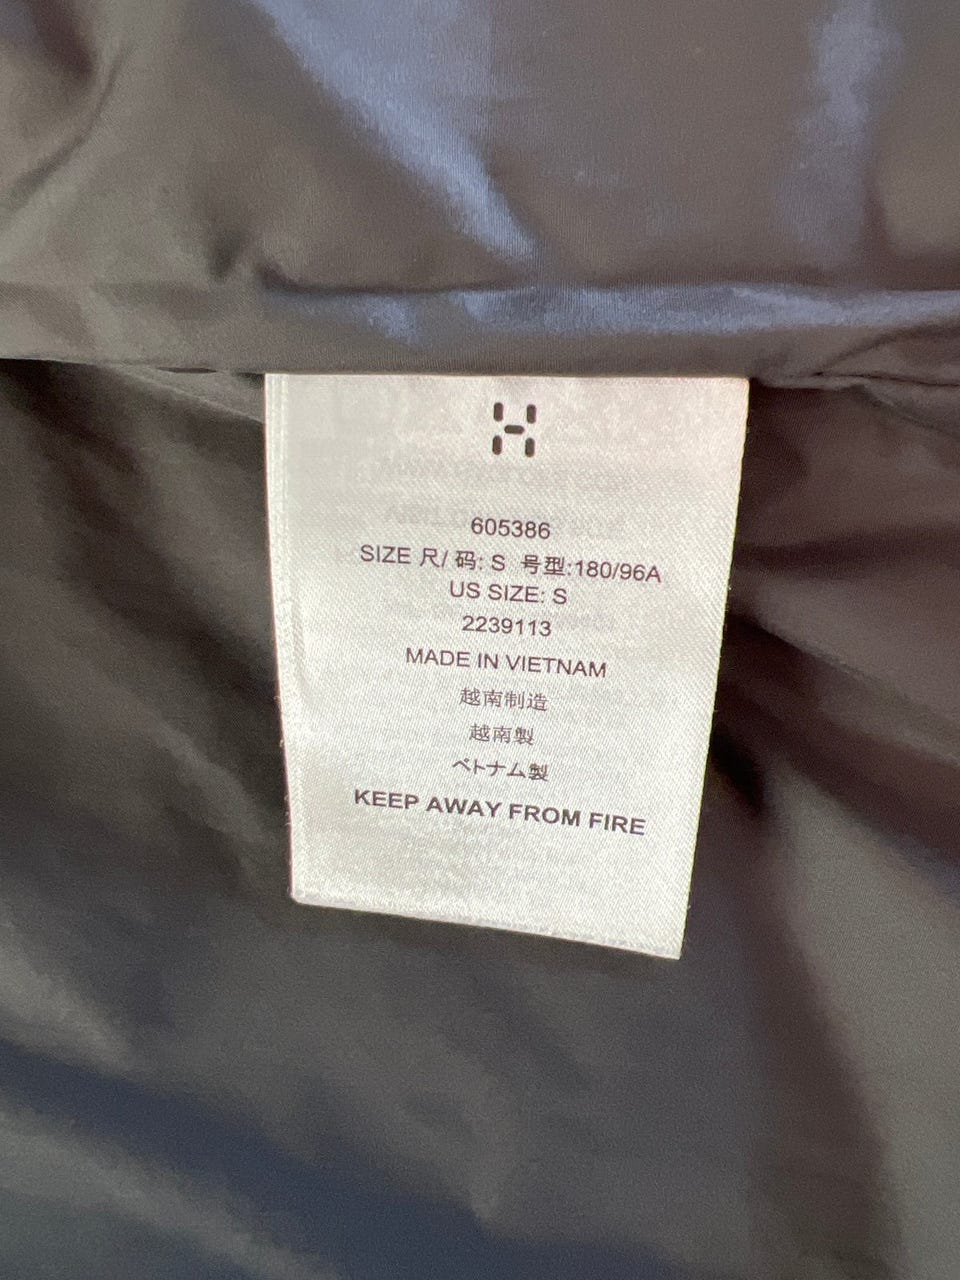 605386
SIZE 尺/ 码: S 号型:180/96A
US SIZE: S
2239113
MADE IN VIETNAM
越南制造
越南製
ベトナム製
KEEP AWAY FROM FIRE